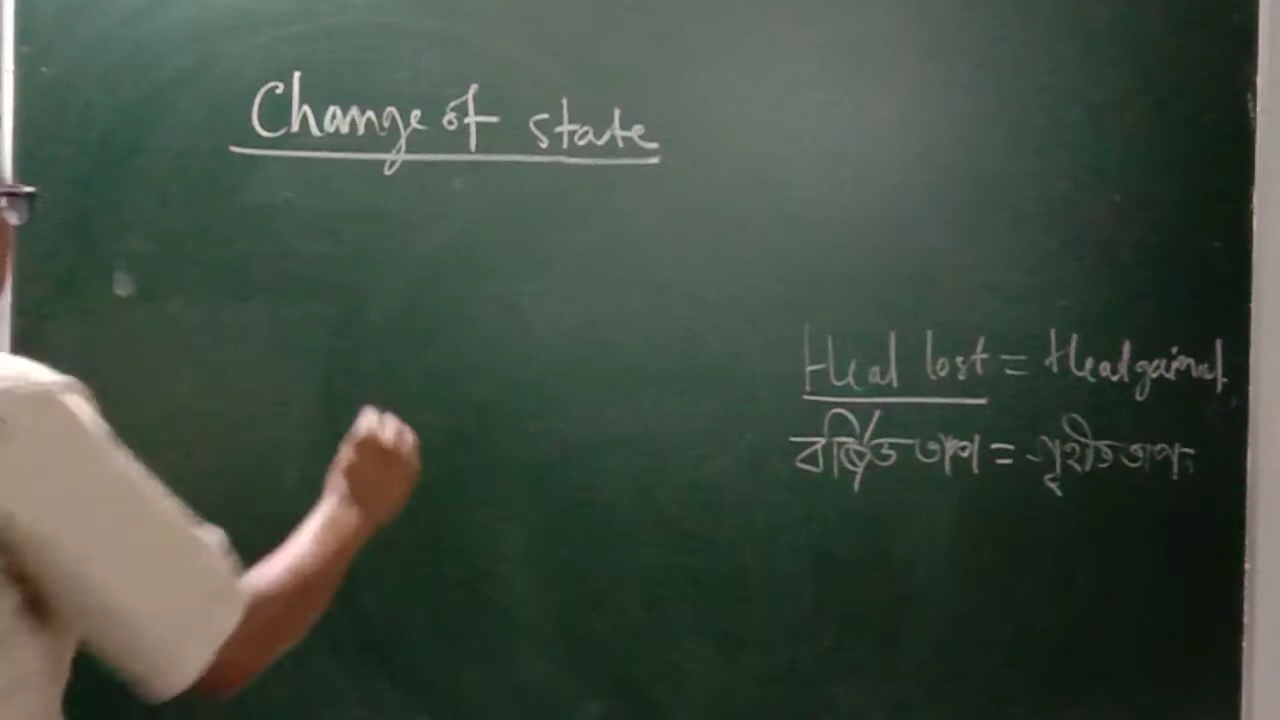 Change of state
Heat lost = Heat gained
বর্জিত তাপ = গৃহীত তাপ